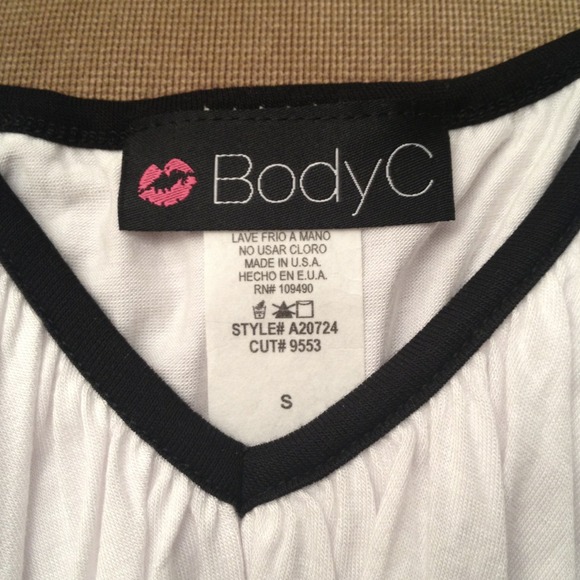 BodyC
LAVE FRIO A MANO
NO USAR CLORO
MADE IN U.S.A.
HECHO EN E.U.A.
RN# 109490
STYLE# A20724
CUT# 9553
S